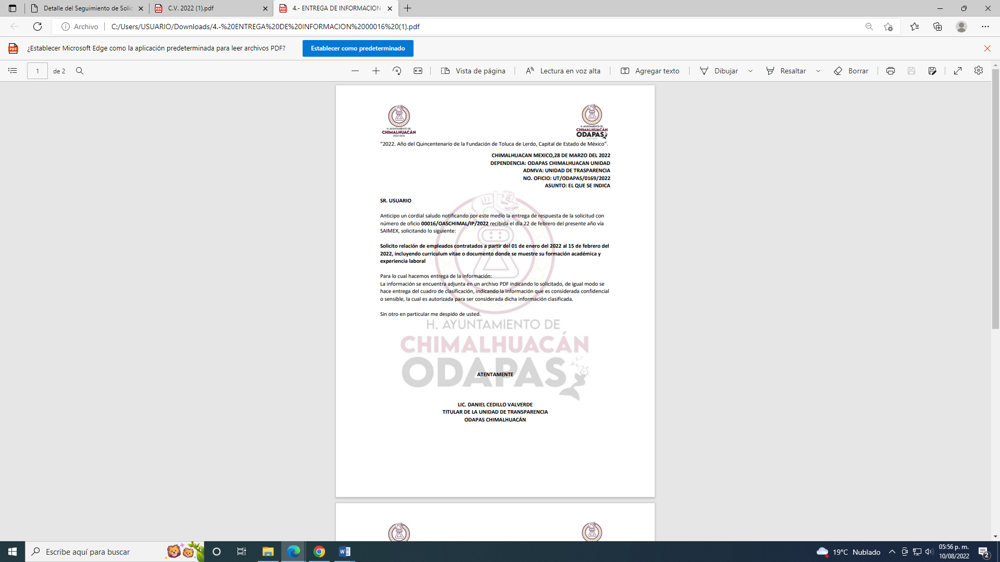 Detalle del Seguimiento de Solic
C.V. 2022 (1).pdf
4.- ENTREGA DE INFORMACION
Archivo
C:/Users/USUARIO/Downloads/4.-%20ENTREGA%20DE%20INFORMACION%2000016%20(1).pdf
¿Establecer Microsoft Edge como la aplicación predeterminada para leer archivos PDF?
Establecer como predeterminado
1 de 2
Vista de página
Lectura en voz alta
Agregar texto
Dibujar
Resaltar
Borrar
H. AYUNTAMIENTO DE
CHIMALHUACÁN
2022-2024
H. AYUNTAMIENTO DE
CHIMALHUACÁN
ODAPAS
“2022. Año del Quincentenario de la Fundación de Toluca de Lerdo, Capital de Estado de México”.
CHIMALHUACAN MEXICO,28 DE MARZO DEL 2022
DEPENDENCIA: ODAPAS CHIMALHUACAN UNIDAD
ADMVA: UNIDAD DE TRASPARENCIA
NO. OFICIO: UT/ODAPAS/0169/2022
ASUNTO: EL QUE SE INDICA
SR. USUARIO
Anticipo un cordial saludo notificando por este medio la entrega de respuesta de la solicitud con
número de oficio 00016/OASCHIMAL/IP/2022 recibida el día 22 de febrero del presente año vía
SAIMEX, solicitando lo siguiente:
Solicito relación de empleados contratados a partir del 01 de enero del 2022 al 15 de febrero del
2022, incluyendo curriculum vitae o documento donde se muestre su formación académica y
experiencia laboral
Para lo cual hacemos entrega de la información:
La información se encuentra adjunta en un archivo PDF indicando lo solicitado, de igual modo se
hace entrega del cuadro de clasificación, indicando la información que es considerada confidencial
o sensible, la cual es autorizada para ser considerada dicha información clasificada.
Sin otro en particular me despido de usted.
H. AYUNTAMIENTO DE
CHIMALHUACÁN
ODAPAS
ATENTAMENTE
LIC. DANIEL CEDILLO VALVERDE
TITULAR DE LA UNIDAD DE TRANSPARENCIA
ODAPAS CHIMALHUACÁN
Escribe aquí para buscar
19°C Nublado
05:56 p. m.
10/08/2022
2